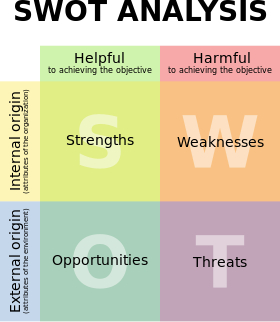 SWOT ANALYSIS
Helpful
to achieving the objective
Harmful
to achieving the objective
Internal origin
(attributes of the organization)
S
Strengths
W
Weaknesses
External origin
(attributes of the environment)
O
Opportunities
T
Threats